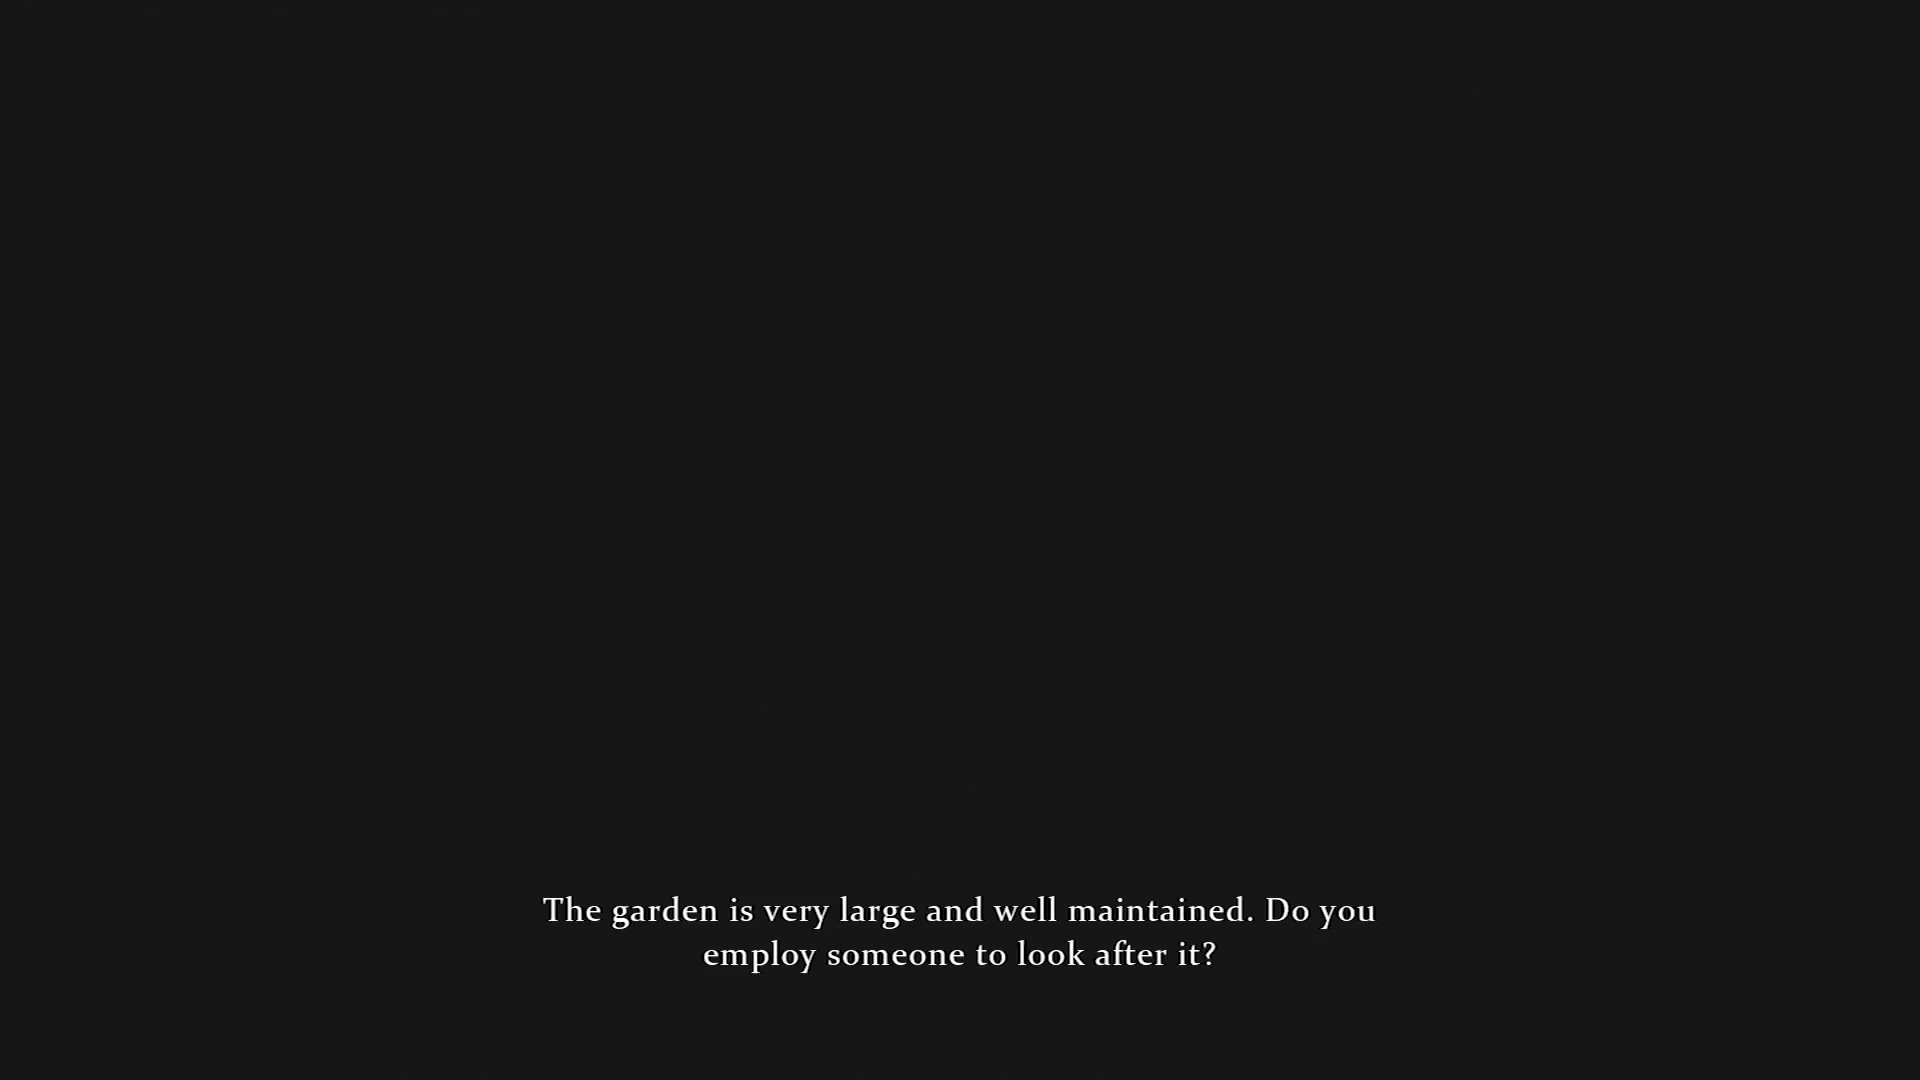 The garden is very large and well maintained. Do you
employ someone to look after it?